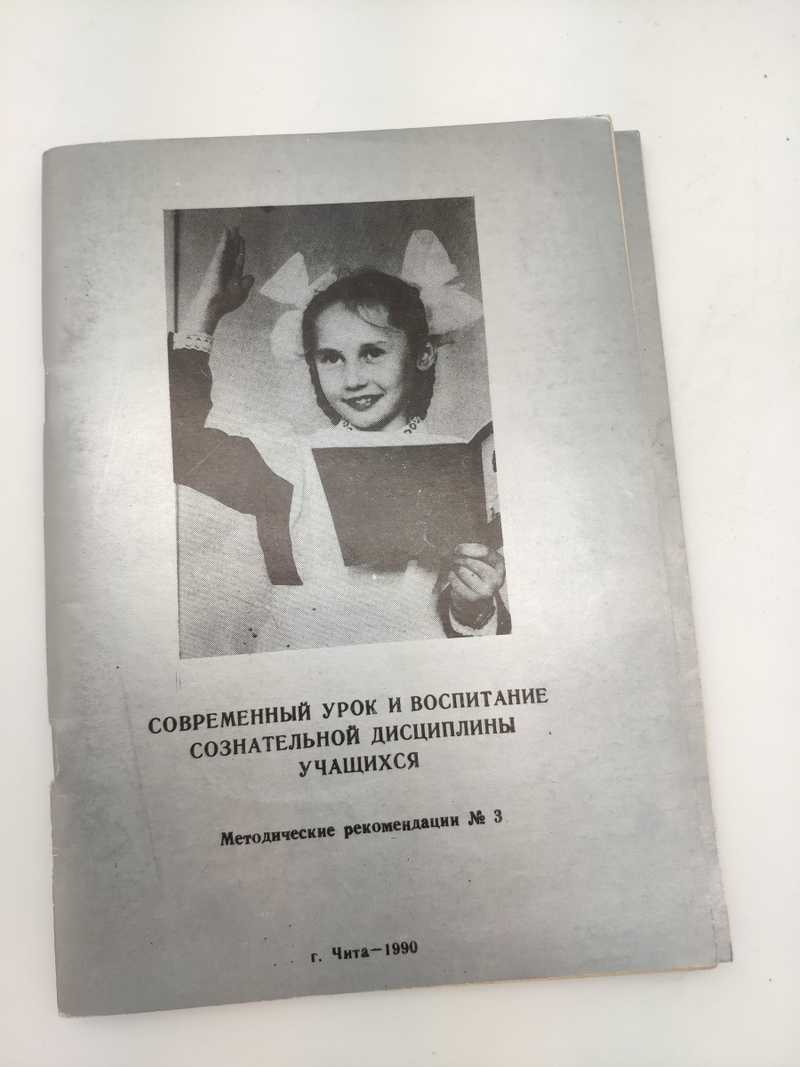 СОВРЕМЕННЫЙ УРОК И ВОСПИТАНИЕ
СОЗНАТЕЛЬНОЙ ДИСЦИПЛИНЫ
УЧАЩИХСЯ
Методические рекомендации № 3
г. Чита—1990